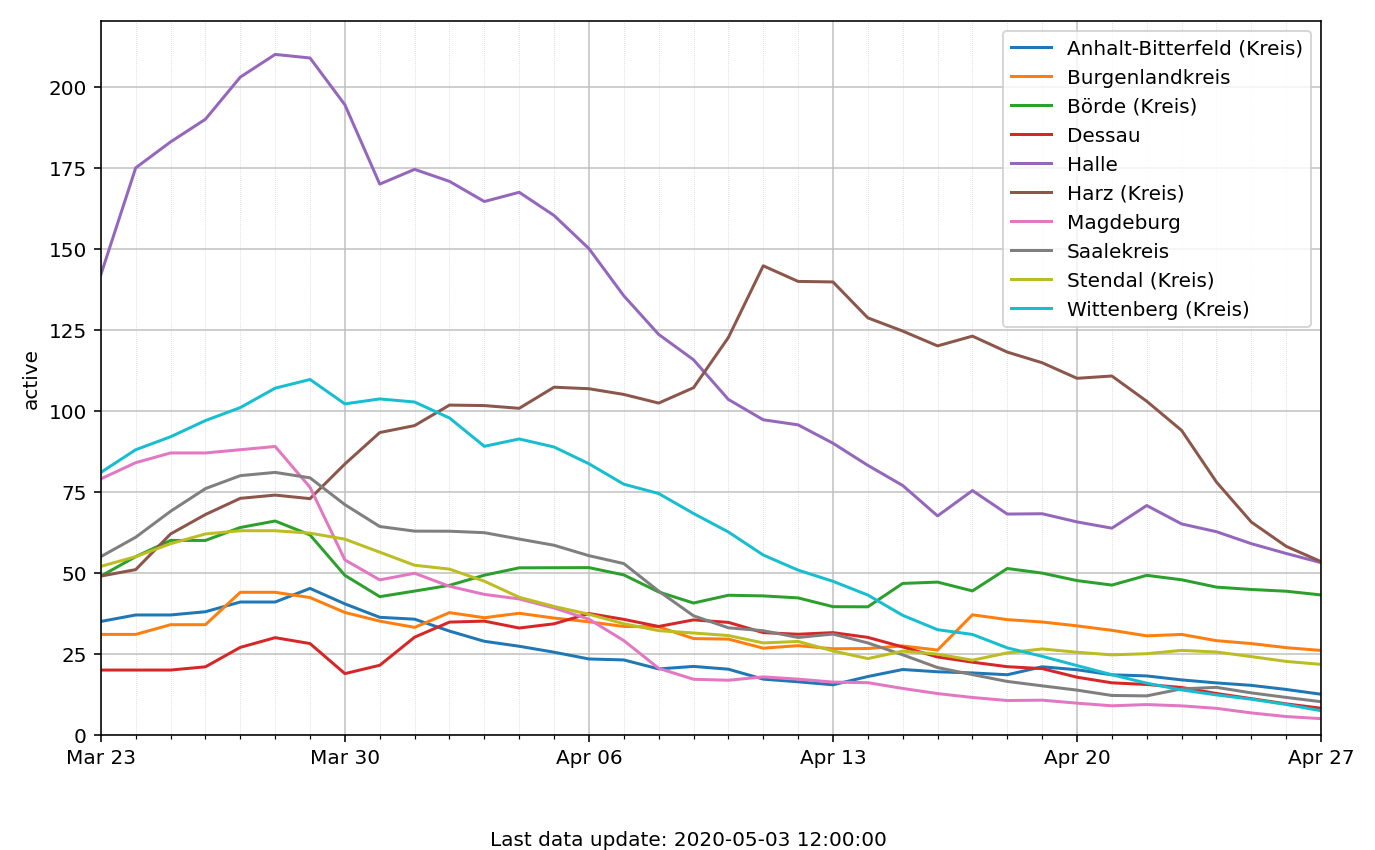 200
175
150
125
100
75
50
25
0
active
Mar 23
Mar 30
Apr 06
Apr 13
Apr 20
Apr 27
Anhalt-Bitterfeld (Kreis)
Burgenlandkreis
Börde (Kreis)
Dessau
Halle
Harz (Kreis)
Magdeburg
Saalekreis
Stendal (Kreis)
Wittenberg (Kreis)
Last data update: 2020-05-03 12:00:00